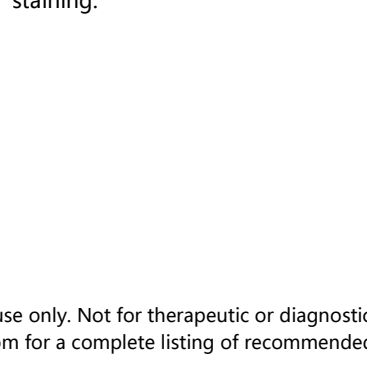 staining.
use only. Not for therapeutic or diagnostic
om for a complete listing of recommended